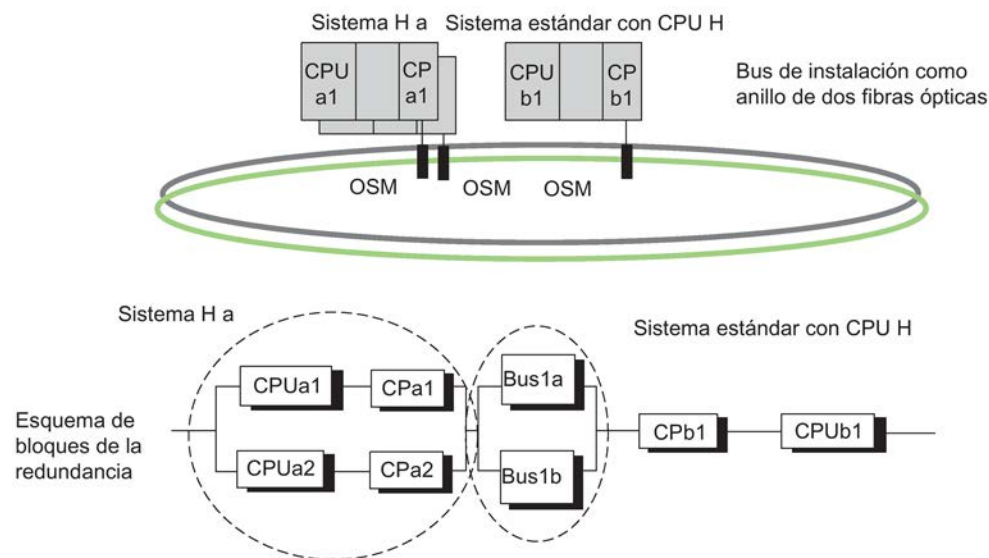 Sistema H a
Sistema estándar con CPU H
CPU
a1
CP
a1
CPU
b1
CP
b1
Bus de instalación como
anillo de dos fibras ópticas
OSM
OSM
OSM
Sistema H a
Sistema estándar con CPU H
Esquema de
bloques de la
redundancia
CPUa1
CPa1
Bus1a
CPb1
CPUb1
CPUa2
CPa2
Bus1b